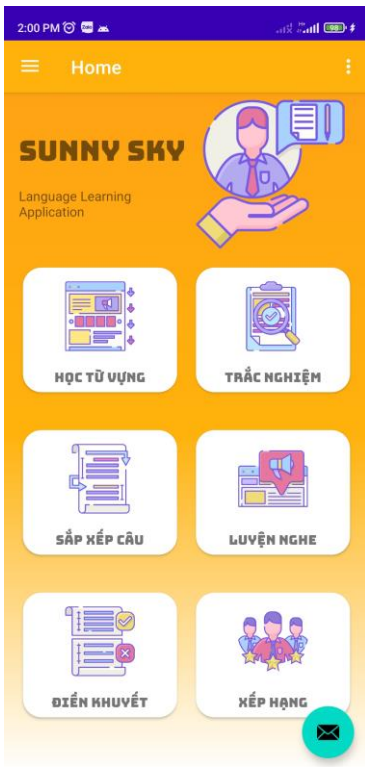 2:00 PM
Home
SUNNY SKY
Language Learning
Application
HỌC TỪ VỰNG
TRẮC NGHIỆM
SẮP XẾP CÂU
LUYỆN NGHE
ĐIỀN KHUYẾT
XẾP HẠNG